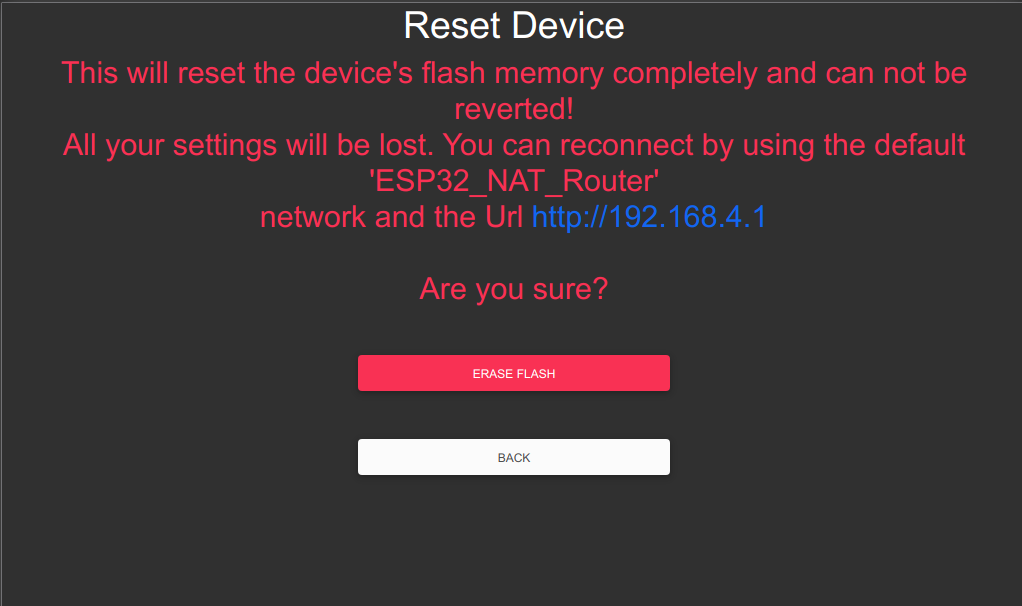 Reset Device
This will reset the device's flash memory completely and can not be
reverted!
All your settings will be lost. You can reconnect by using the default
'ESP32_NAT_Router'
network and the Url http://192.168.4.1
Are you sure?
ERASE FLASH
BACK